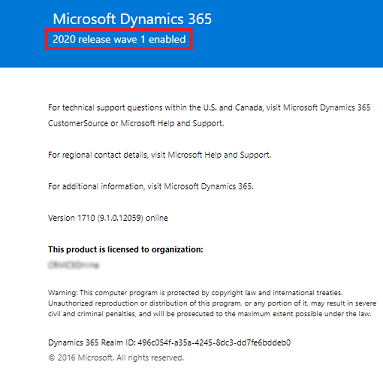 Microsoft Dynamics 365
2020 release wave 1 enabled
For technical support questions within the U.S. and Canada, visit Microsoft Dynamics 365
CustomerSource or Microsoft Help and Support.
For regional contact details, visit Microsoft Help and Support.
For additional information, visit Microsoft Dynamics 365.
Version 1710 (9.1.0.12059) online
This product is licensed to organization:
Warning: This computer program is protected by copyright law and international treaties.
Unauthorized reproduction or distribution of this program, or any portion of it, may result in severe
civil and criminal penalties, and will be prosecuted to the maximum extent possible under the law.
Dynamics 365 Realm ID: 496c054f-a35a-4245-8dc3-dd7fe6bddeb0
© 2016 Microsoft. All rights reserved.